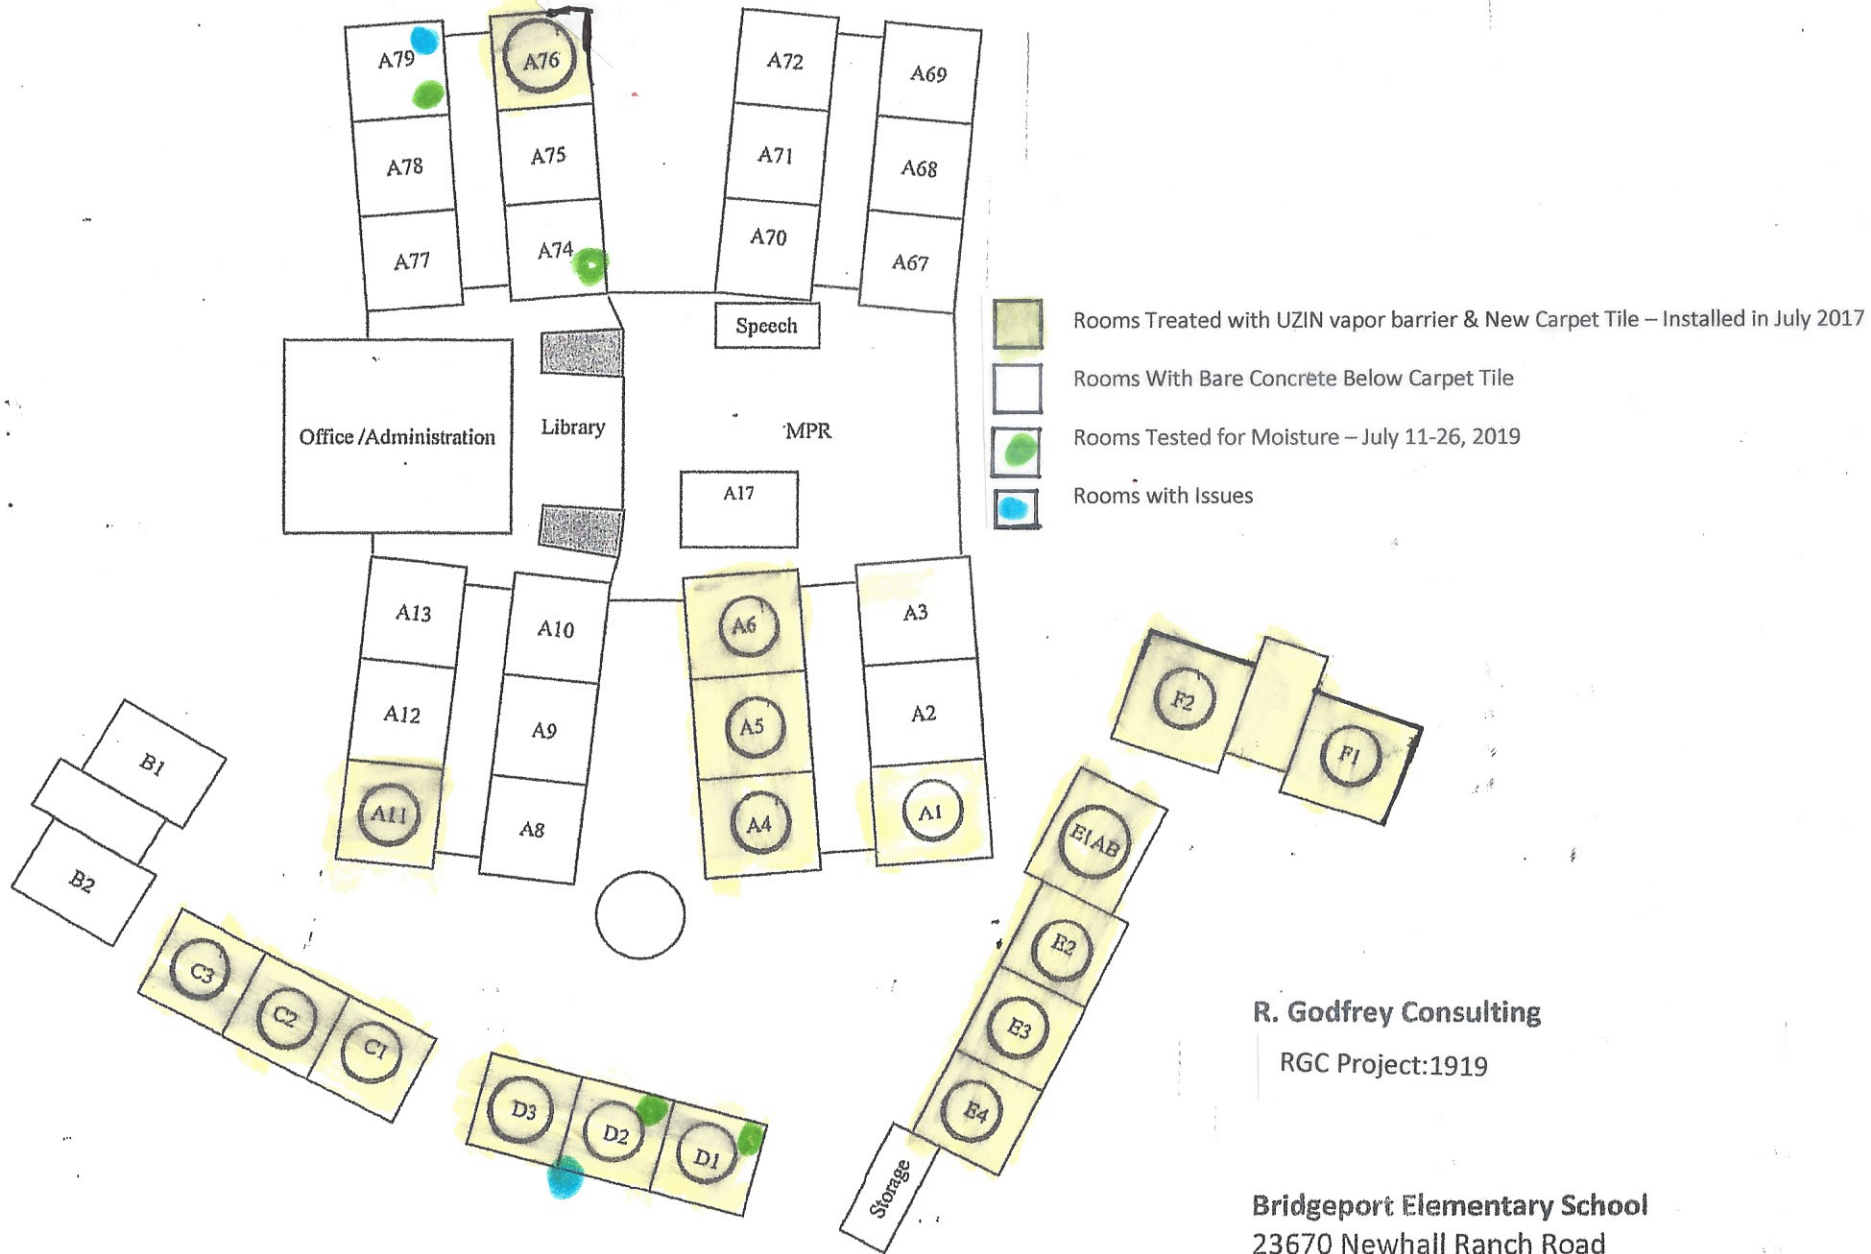 A79
A76
A72
A69
A78
A75
A71
A68
A77
A74
A70
A67
Speech
Office /Administration
Library
MPR
A17
Rooms Treated with UZIN vapor barrier & New Carpet Tile – Installed in July 2017
Rooms With Bare Concrete Below Carpet Tile
Rooms Tested for Moisture – July 11-26, 2019
Rooms with Issues
A13
A10
A6
A3
A12
A9
A5
A2
A11
A8
A4
A1
B1
B2
C3
C2
C1
D3
D2
D1
F2
F1
E1AB
E2
E3
E4
Storage
R. Godfrey Consulting
RGC Project:1919
Bridgeport Elementary School
23670 Newhall Ranch Road